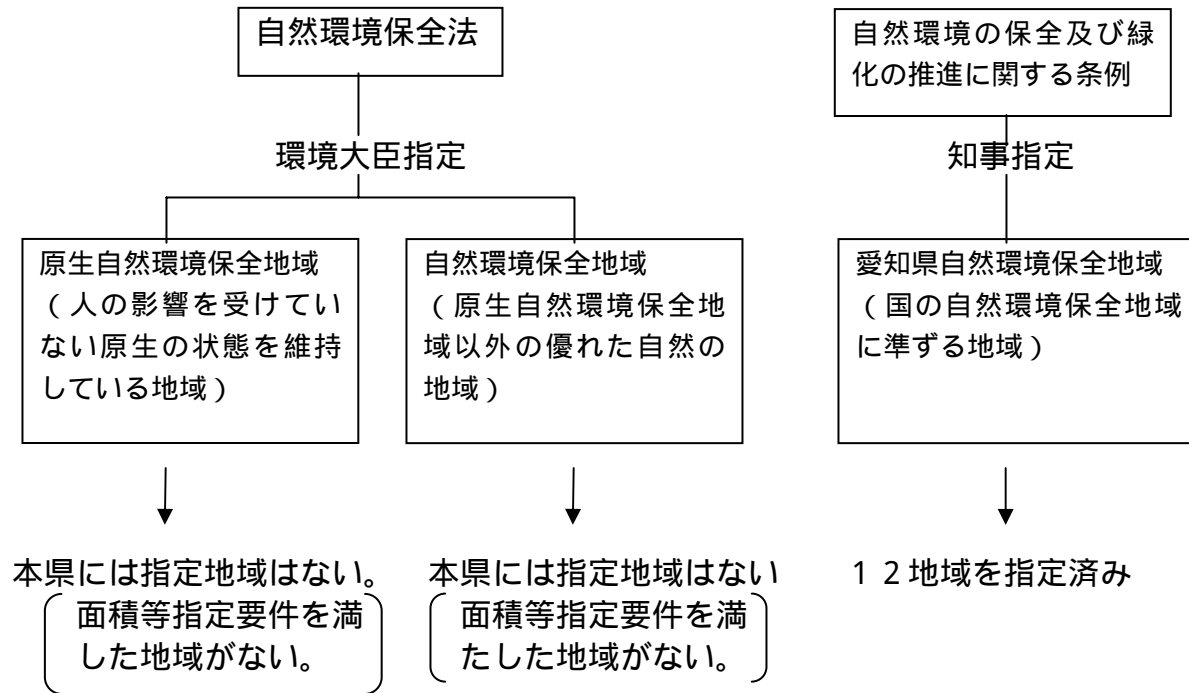 自然環境保全法
環境大臣指定
原生自然環境保全地域
（人の影響を受けてい
ない原生の状態を維持
している地域）
本県には指定地域はない。
面積等指定要件を満
した地域がない。
自然環境保全地域
（原生自然環境保全地
域以外の優れた自然の
地域）
本県には指定地域はない
面積等指定要件を満
たした地域がない。
自然環境の保全及び緑
化の推進に関する条例
知事指定
愛知県自然環境保全地域
（国の自然環境保全地域
に準ずる地域）
１２地域を指定済み